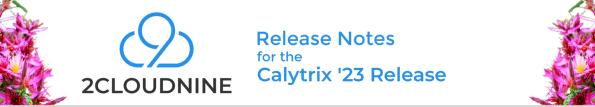 2CLOUDNINE
Release Notes
for the
Calytrix '23 Release